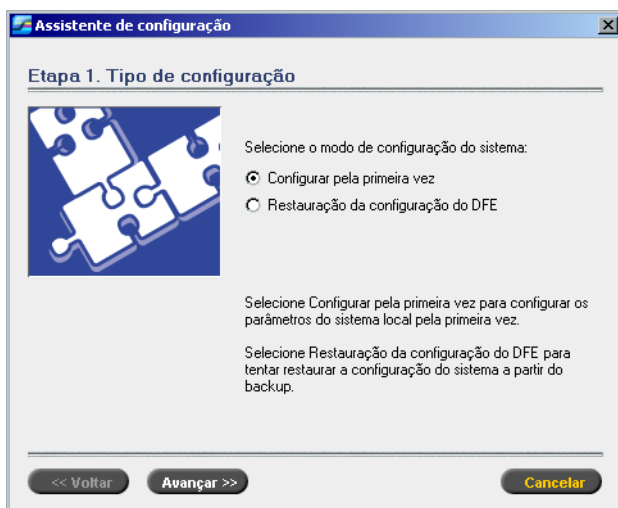 Assistente de configuração
Etapa 1. Tipo de configuração
Selecione o modo de configuração do sistema:
Configurar pela primeira vez
Restauração da configuração do DFE
Selecione Configurar pela primeira vez para configurar os
parâmetros do sistema local pela primeira vez.
Selecione Restauração da configuração do DFE para
tentar restaurar a configuração do sistema a partir do
backup.
<< Voltar
Avançar >>
Cancelar